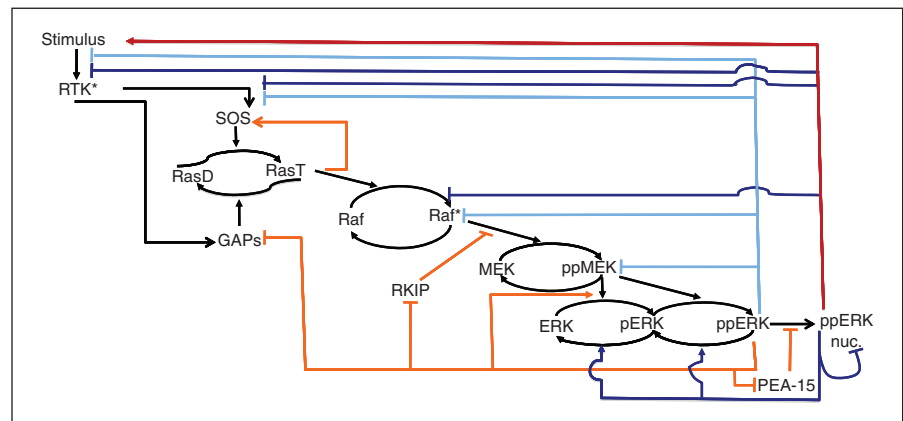 Stimulus
RTK*
SOS
RasD
RasT
Raf
Raf*
GAPs
MEK
ppMEK
RKIP
ERK
pERK
ppERK
ppERK
nuc.
PEA-15